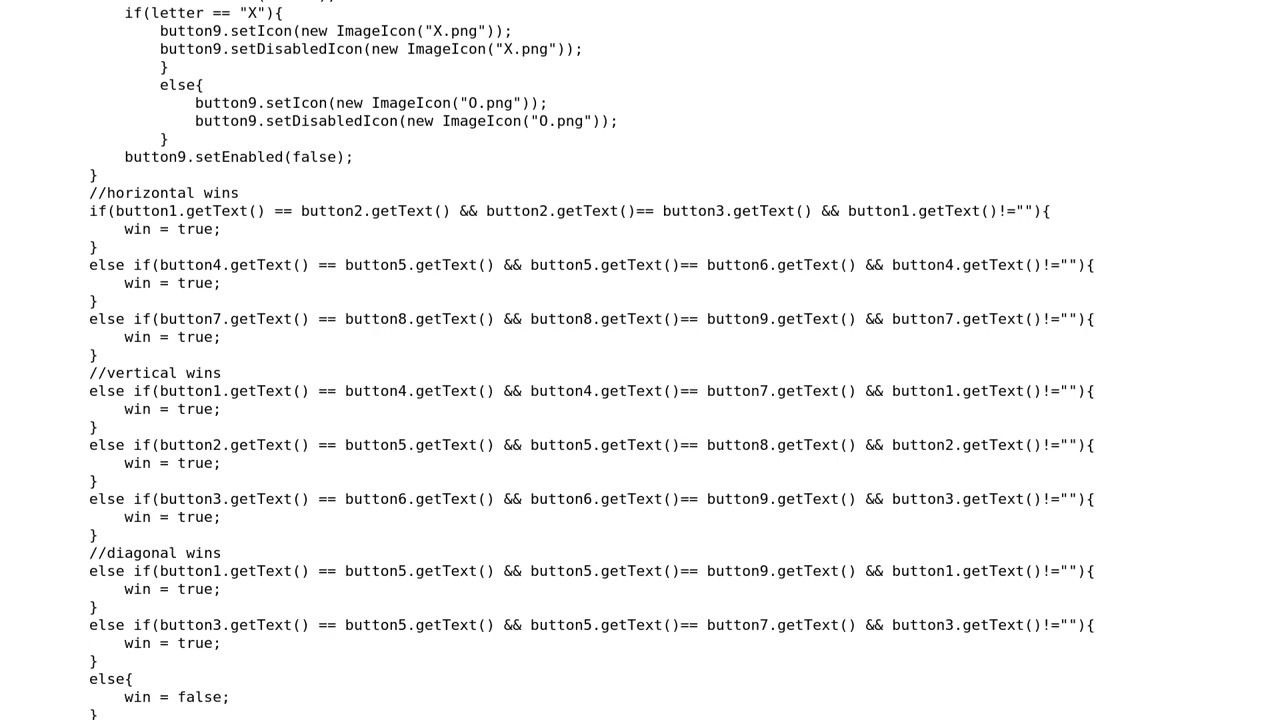 if(letter == "X"){
button9.setIcon(new ImageIcon("X.png"));
button9.setDisabledIcon(new ImageIcon("X.png"));
}
else{
button9.setIcon(new ImageIcon("O.png"));
button9.setDisabledIcon(new ImageIcon("O.png"));
}
button9.setEnabled(false);
}
//horizontal wins
if(button1.getText() == button2.getText() && button2.getText()== button3.getText() && button1.getText()!=""){
win = true;
}
else if(button4.getText() == button5.getText() && button5.getText()== button6.getText() && button4.getText()!=""){
win = true;
}
else if(button7.getText() == button8.getText() && button8.getText()== button9.getText() && button7.getText()!=""){
win = true;
}
//vertical wins
else if(button1.getText() == button4.getText() && button4.getText()== button7.getText() && button1.getText()!=""){
win = true;
}
else if(button2.getText() == button5.getText() && button5.getText()== button8.getText() && button2.getText()!=""){
win = true;
}
else if(button3.getText() == button6.getText() && button6.getText()== button9.getText() && button3.getText()!=""){
win = true;
}
//diagonal wins
else if(button1.getText() == button5.getText() && button5.getText()== button9.getText() && button1.getText()!=""){
win = true;
}
else if(button3.getText() == button5.getText() && button5.getText()== button7.getText() && button3.getText()!=""){
win = true;
}
else{
win = false;
}